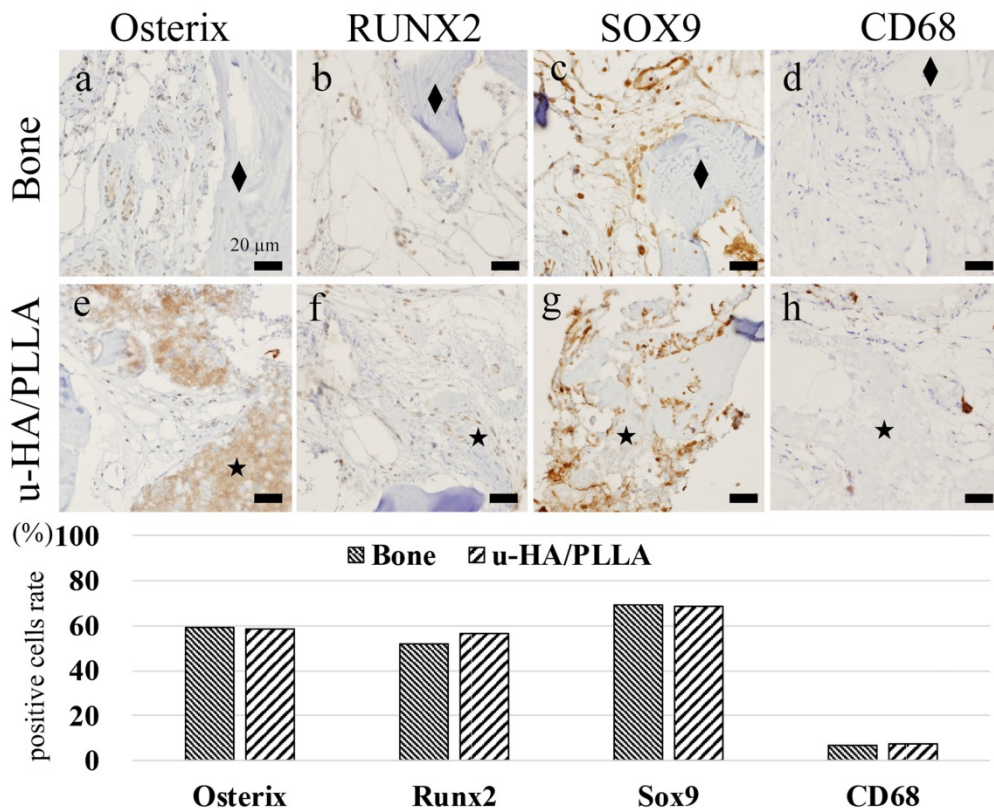 Osterix RUNX2 SOX9 CD68
Bone
a b c d
20 μm
u-HA/PLLA
e f g h
(%)
positive cells rate
100
80
60
40
20
0
Bone u-HA/PLLA
Osterix Runx2 Sox9 CD68